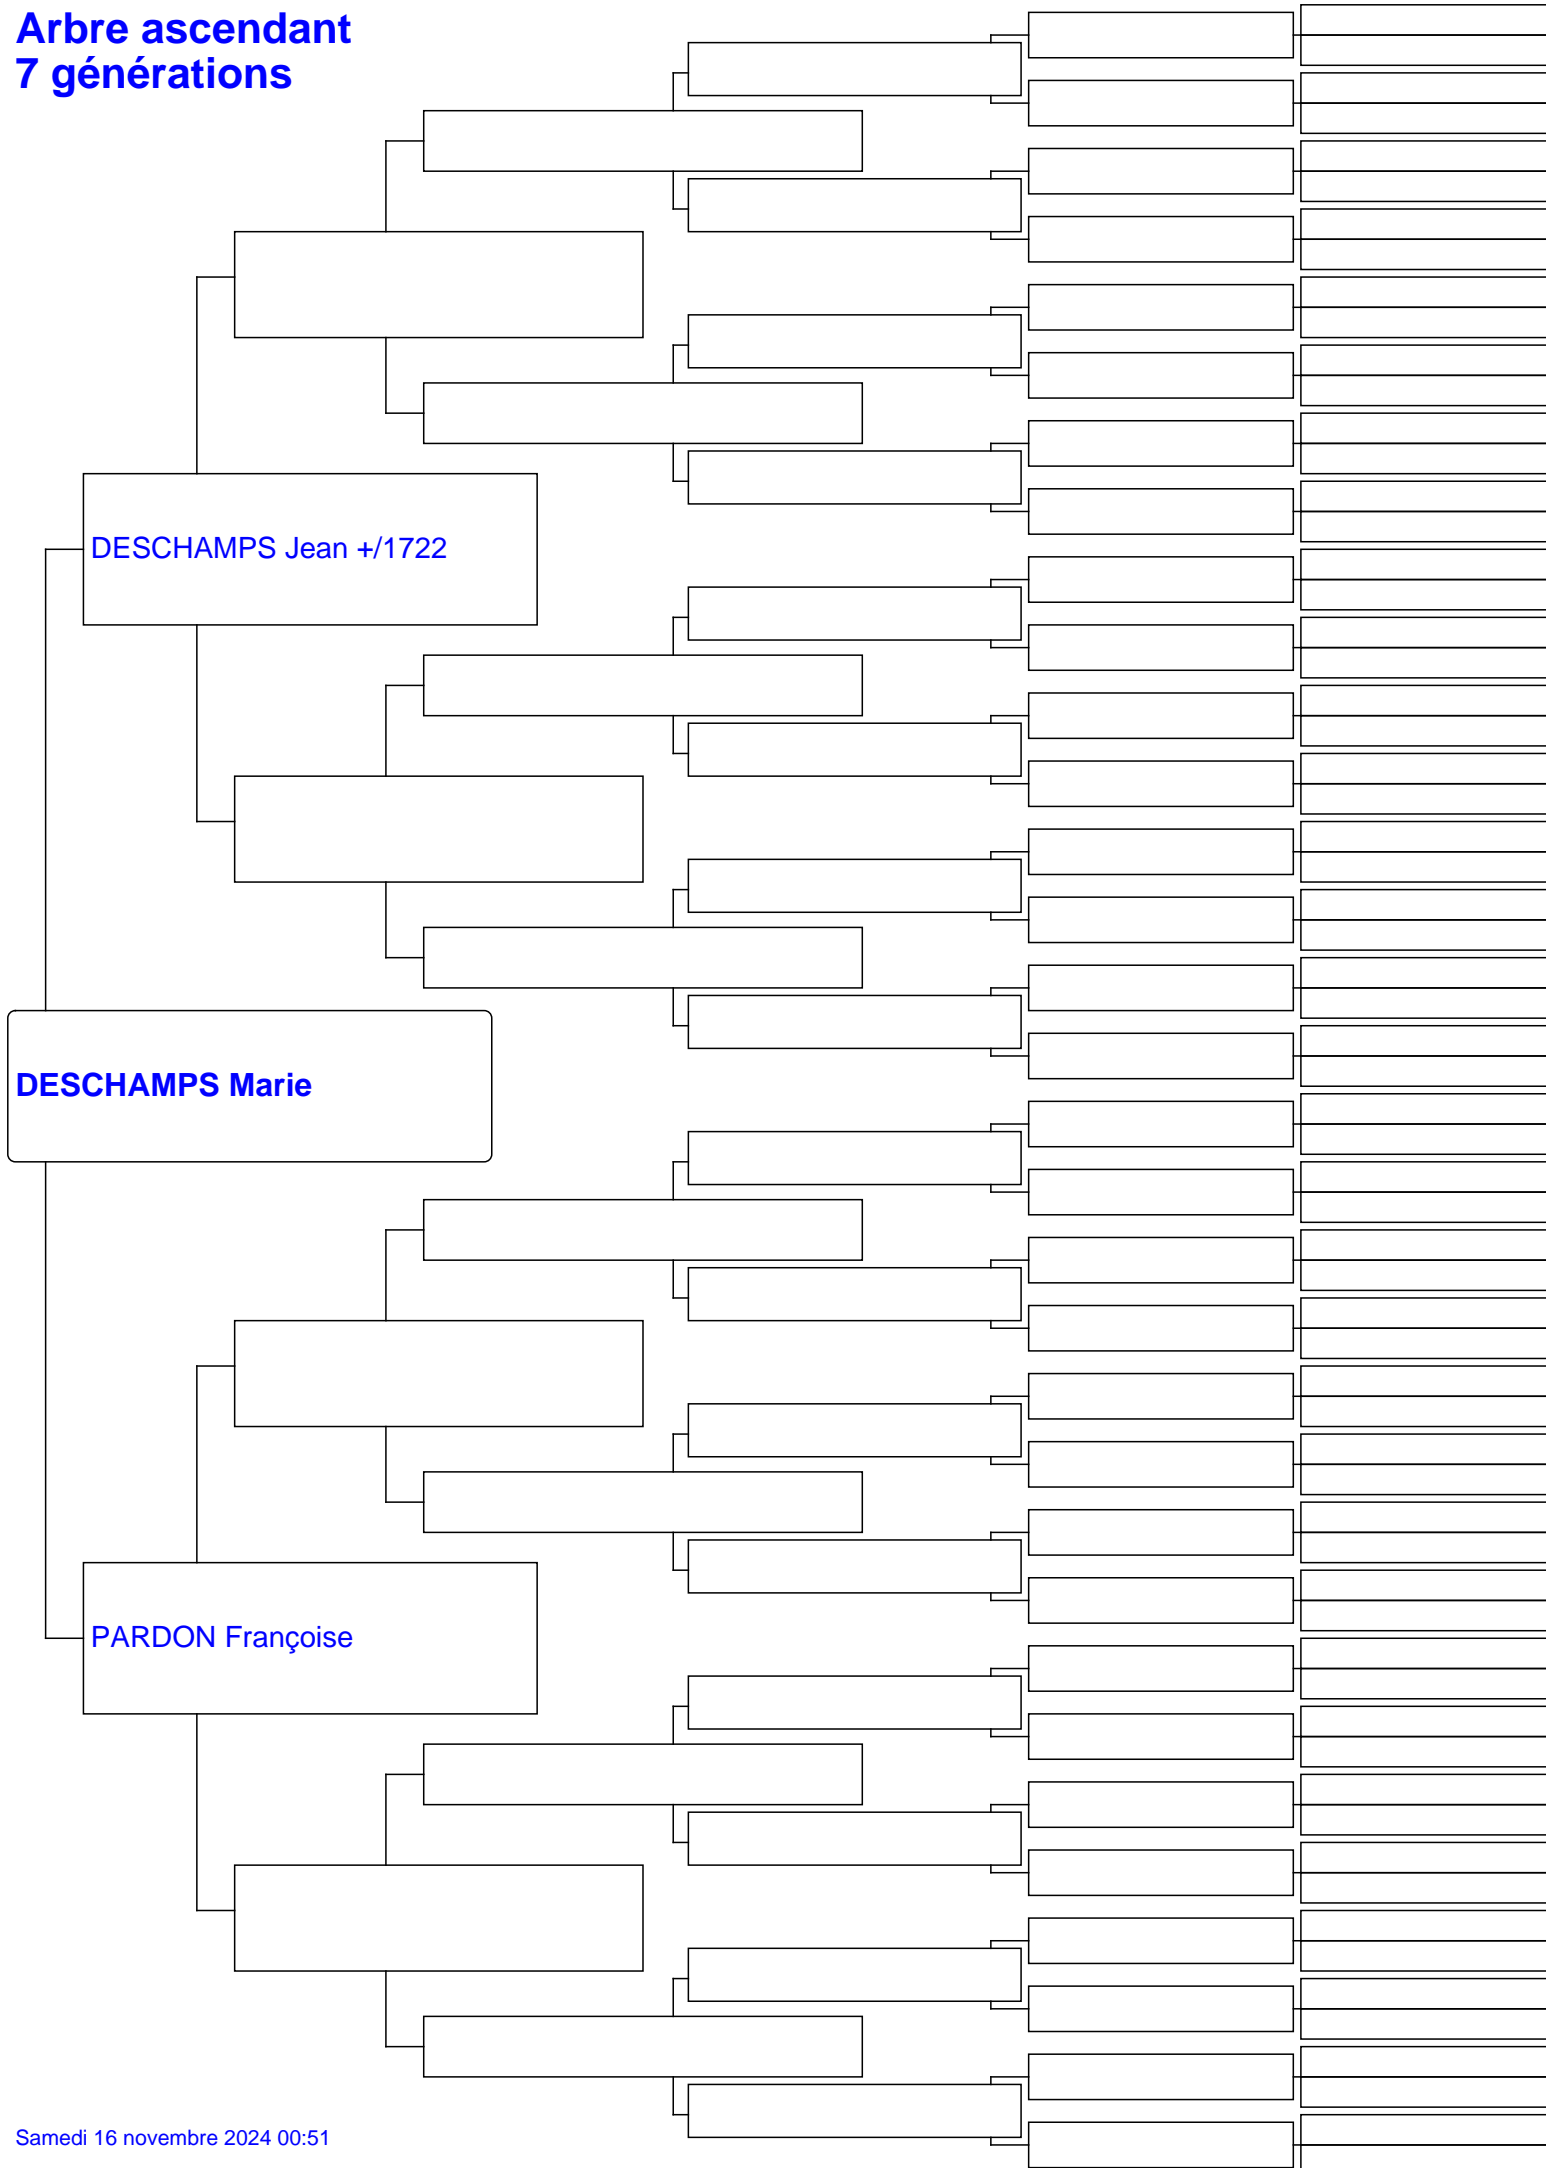 Arbre ascendant
7 générations
DESCHAMPS Jean +/1722
DESCHAMPS Marie
PARDON Françoise
Samedi 16 novembre 2024 00:51